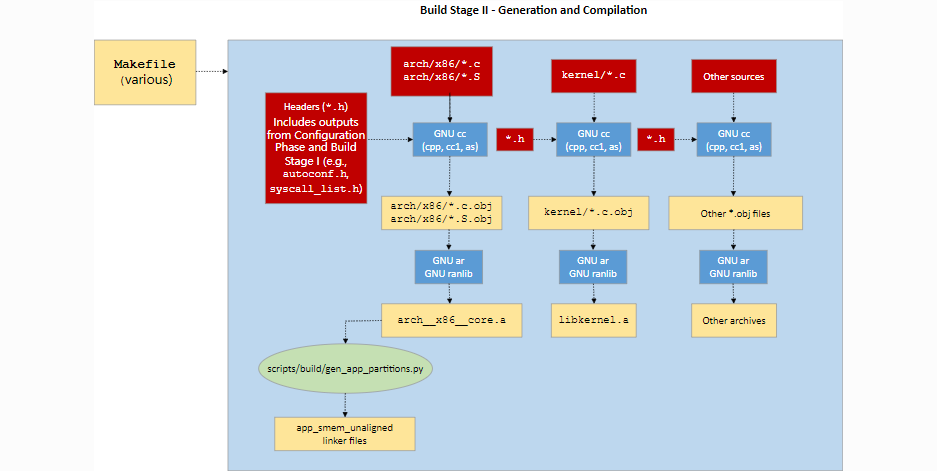 Build Stage II - Generation and Compilation
Makefile
(various)
arch/x86/*.c
arch/x86/*.S
kernel/*.c
Other sources
Headers (*.h)
Includes outputs
from Configuration
Phase and Build
Stage I (e.g.,
autoconf.h,
syscall_list.h)
GNU cc
(cpp, cc1, as)
*.h
GNU cc
(cpp, cc1, as)
*.h
GNU cc
(cpp, cc1, as)
arch/x86/*.c.obj
arch/x86/*.S.obj
kernel/*.c.obj
Other *.obj files
GNU ar
GNU ranlib
GNU ar
GNU ranlib
GNU ar
GNU ranlib
arch__x86__core.a
libkernel.a
Other archives
scripts/build/gen_app_partitions.py
app_smem_unaligned
linker files